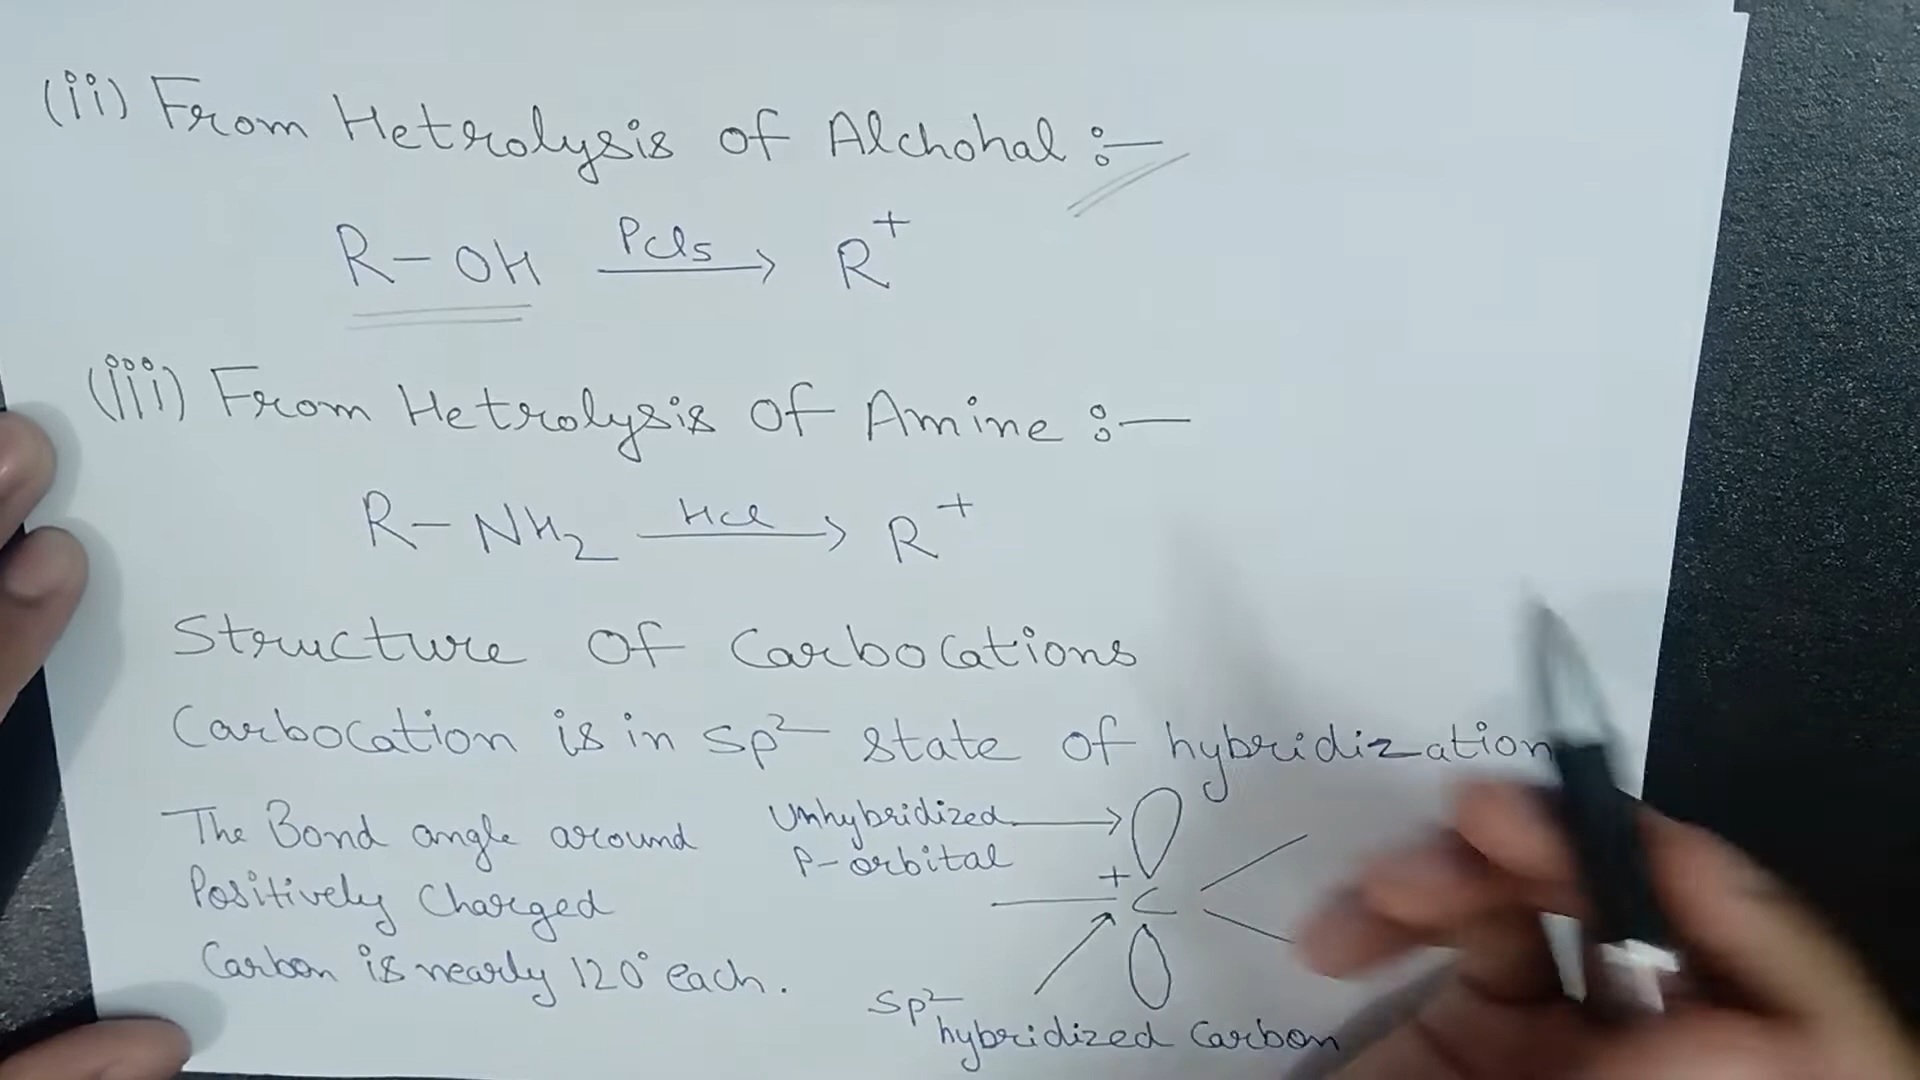 (ii) From Hetrolysis of Alchohal :-
R-OH PCl5 → R+
(iii) From Hetrolysis of Amine :-
R-NH2 HCl → R+
Structure of Carbocations
Carbocation is in sp2 state of hybridization
The Bond angle around
Positively Charged
Carbon is nearly 120° each.
Unhybridized →
P-orbital
+
C
sp2
hybridized Carbon